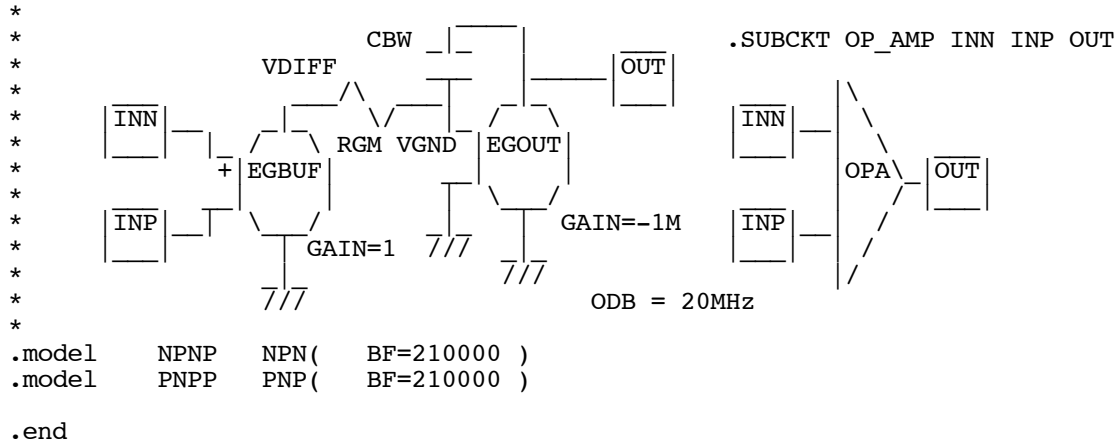 *
*
* CBW .SUBCKT OP_AMP INN INP OUT
* VDIFF OUT
*
* INN INN
* RGM VGND EGOUT
* + EGBUF OPA OUT
*
* INP GAIN=-1M INP
* GAIN=1 ///
* ///
* /// ODB = 20MHz
*
.model NPNP NPN( BF=210000 )
.model PNPP PNP( BF=210000 )
.end